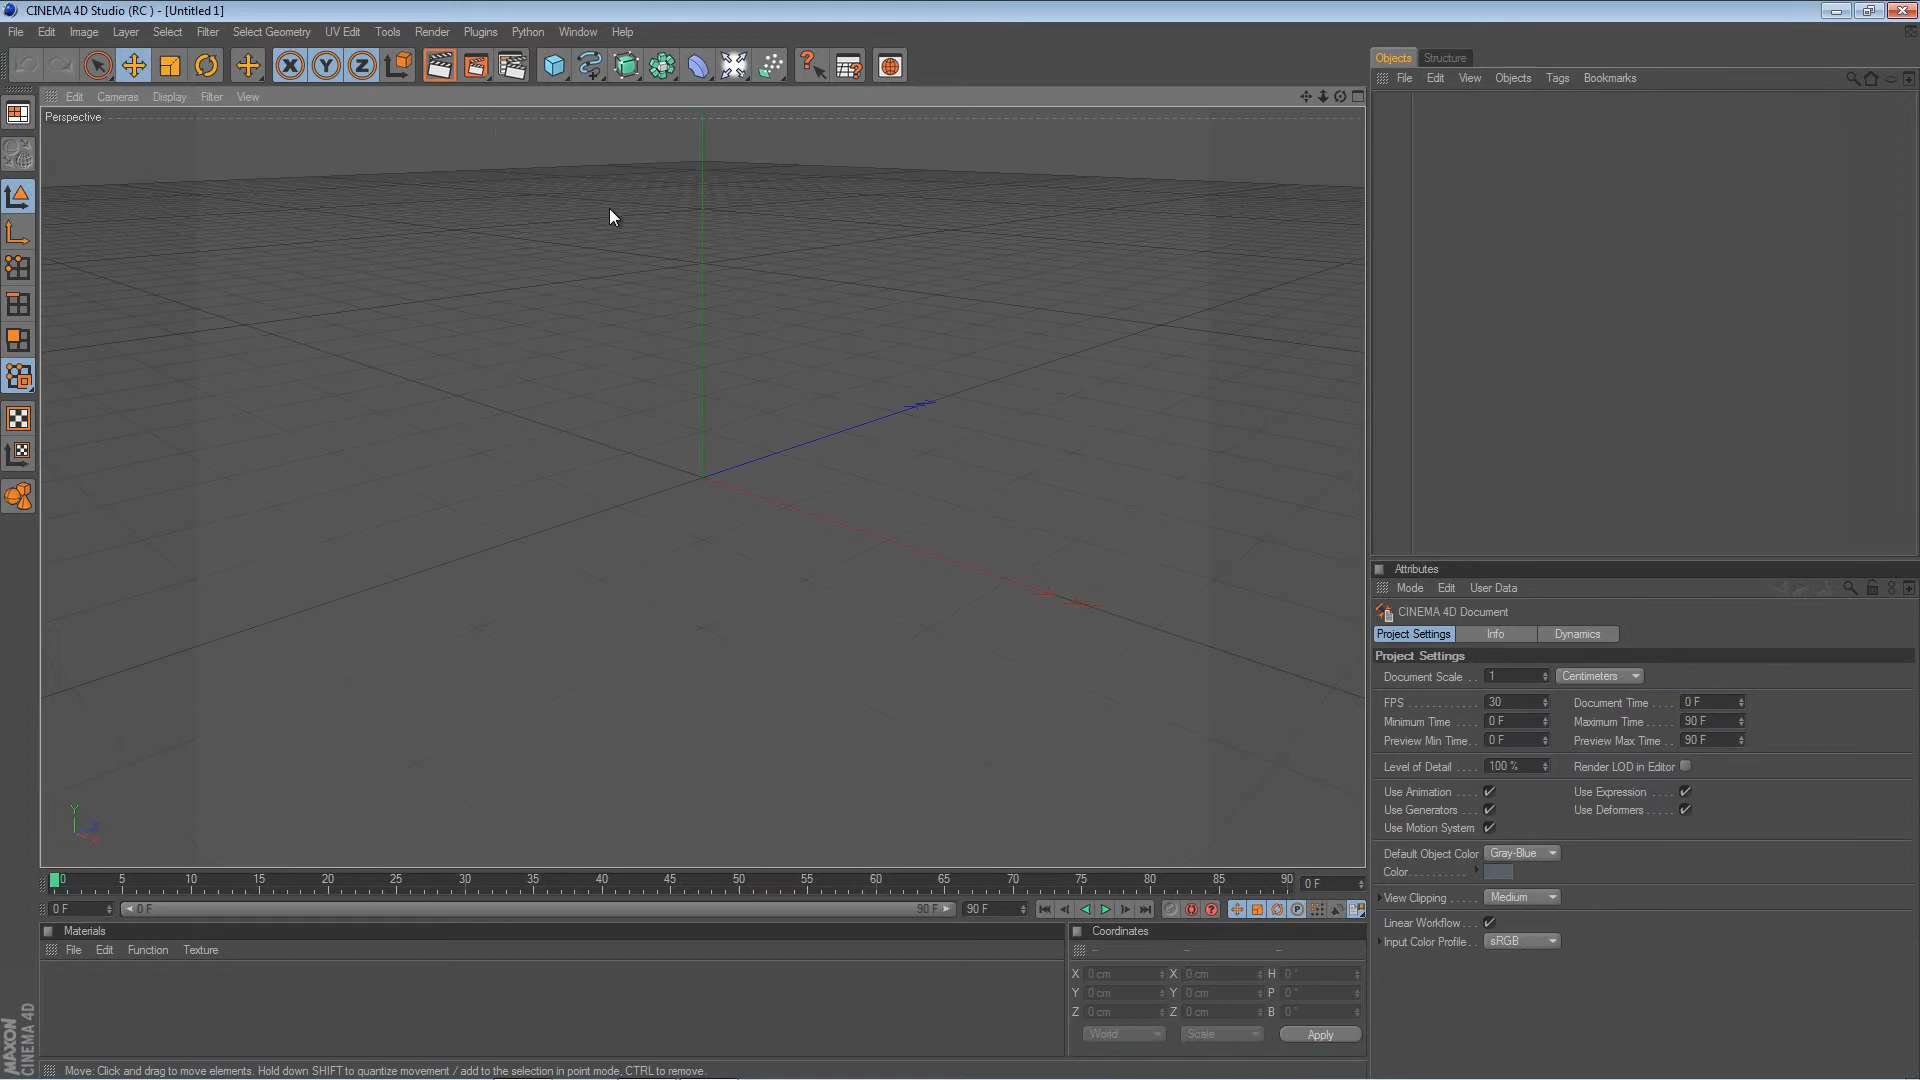 CINEMA 4D Studio (RC ) - [Untitled 1]
File Edit Image Layer Select Filter Select Geometry UV Edit Tools Render Plugins Python Window Help
Edit Cameras Display Filter View
Perspective
Objects Structure
File Edit View Objects Tags Bookmarks
Attributes
Mode Edit User Data
CINEMA 4D Document
Project Settings Info Dynamics
Project Settings
Document Scale . . 1 Centimeters
FPS . . . . . . . . . . . 30 Document Time . . . . 0 F
Minimum Time . . . . 0 F Maximum Time . . . . . 90 F
Preview Min Time. . 0 F Preview Max Time . . 90 F
Level of Detail . . . . 100 % Render LOD in Editor
Use Animation . . . . Use Expression . . . .
Use Generators . . . . Use Deformers . . . . .
Use Motion System
Default Object Color Gray-Blue
Color. . . . . . . . . .
View Clipping . . . . . Medium
Linear Workflow . .
Input Color Profile . . sRGB
Y
Z
X
0 5 10 15 20 25 30 35 40 45 50 55 60 65 70 75 80 85 90 0 F
0 F 0 F 90 F 90 F
Materials
File Edit Function Texture
Coordinates
-- -- --
X 0 cm X 0 cm H 0 °
Y 0 cm Y 0 cm P 0 °
Z 0 cm Z 0 cm B 0 °
World Scale Apply
MAXON
CINEMA 4D
Move: Click and drag to move elements. Hold down SHIFT to quantize movement / add to the selection in point mode, CTRL to remove.